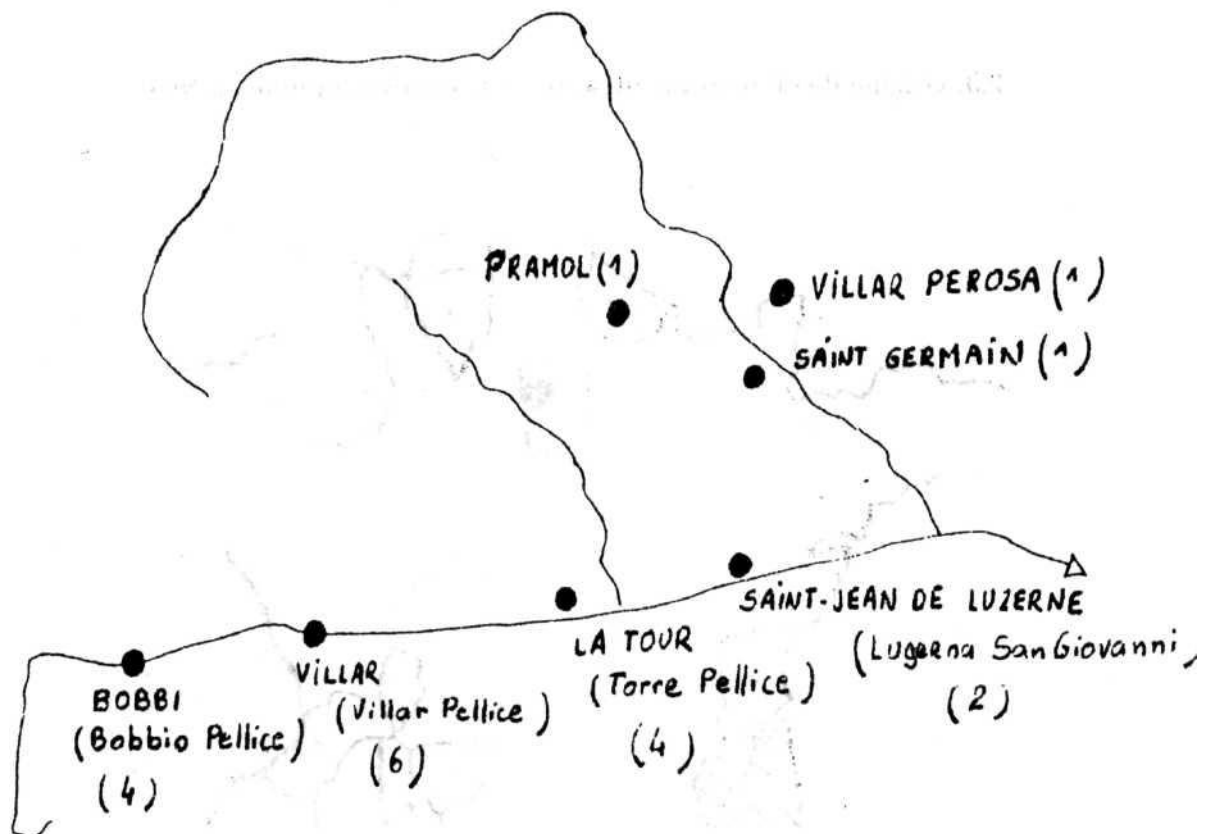 PRAMOL (1)
VILLAR PEROSA (1)
SAINT GERMAIN (1)
SAINT-JEAN DE LUZERNE
(Lugerna San Giovanni,
(2)
LA TOUR
(Torre Pellice)
(4)
VILLAR
(Villar Pellice)
(6)
BOBBI
(Bobbio Pellice)
(4)